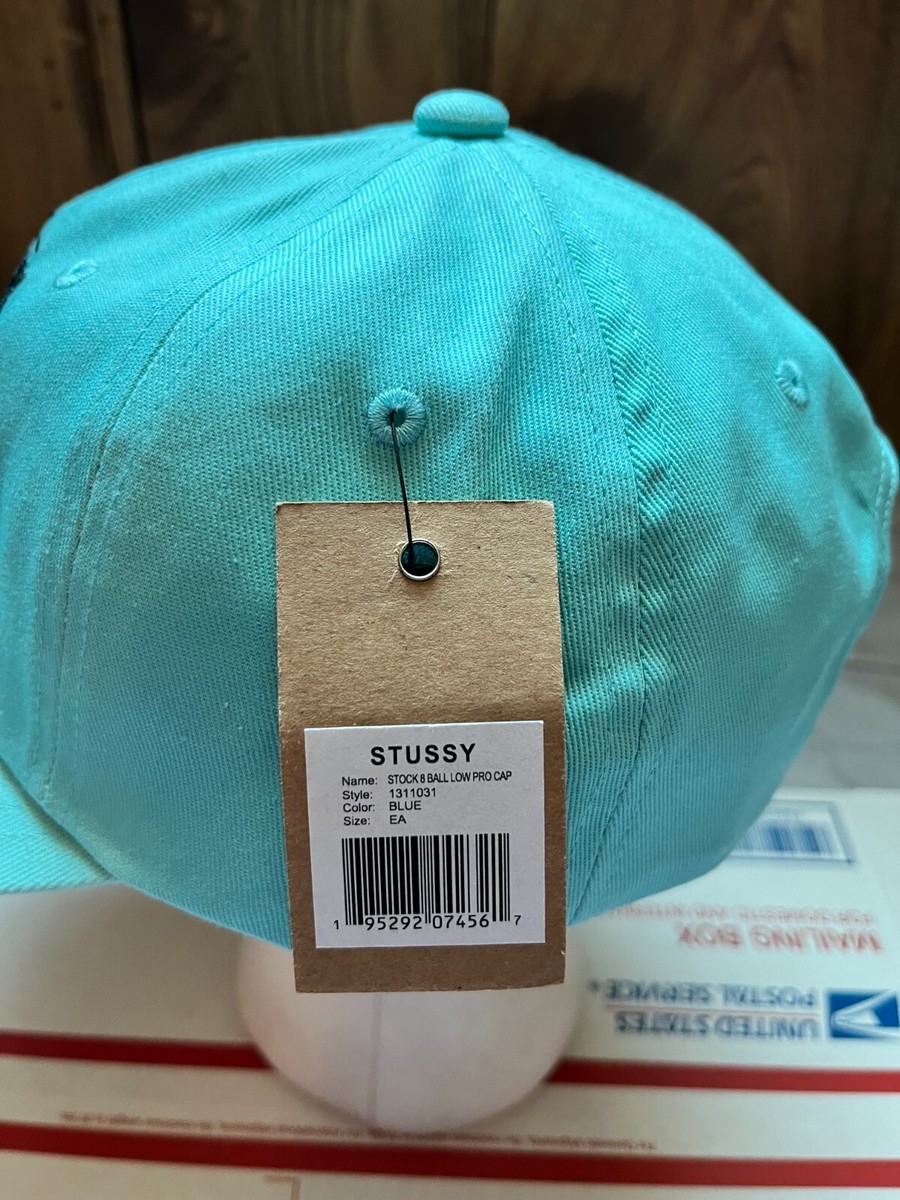 STUSSY
Name: STOCK 8 BALL LOW PRO CAP
Style: 1311031
Color: BLUE
Size: EA
1 95292 07456 7
MAILING BOX
UNITED STATES
POSTAL SERVICE®